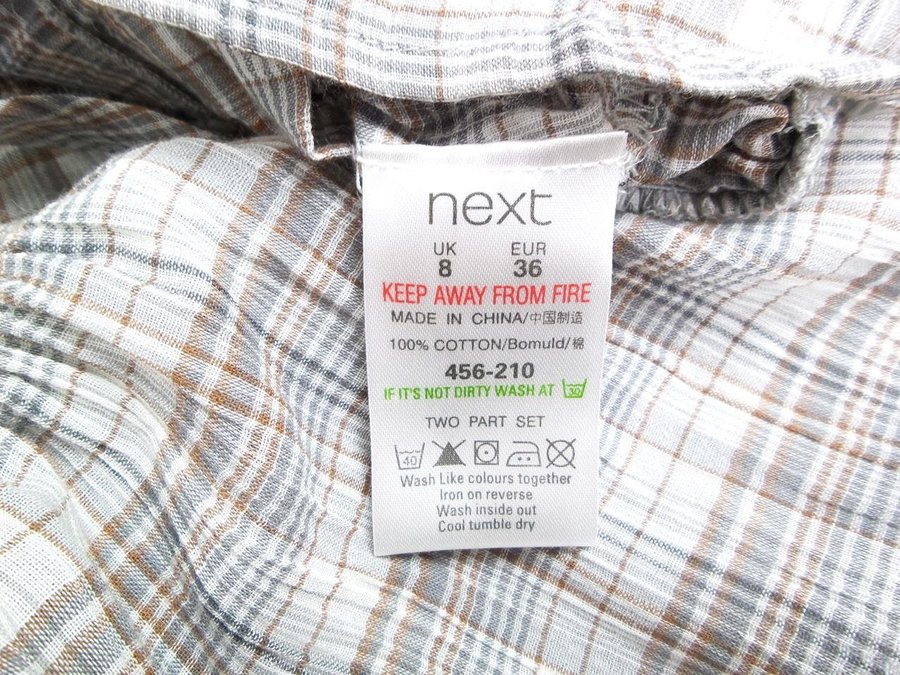 next
UK EUR
8 36
KEEP AWAY FROM FIRE
MADE IN CHINA/中国制造
100% COTTON/Bomuld/棉
456-210
IF IT'S NOT DIRTY WASH AT 30
TWO PART SET
40
Wash Like colours together
Iron on reverse
Wash inside out
Cool tumble dry